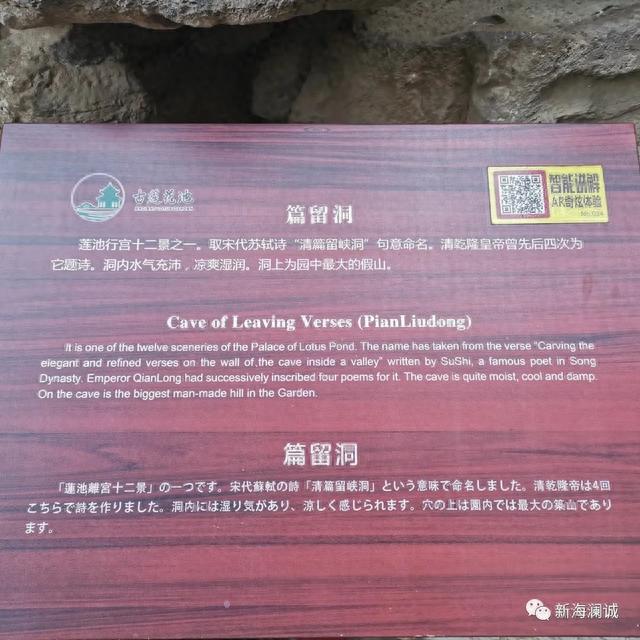 古莲花池
智能讲解
AR奇炫体验
No.024
篇留洞
莲池行宫十二景之一。取宋代苏轼诗“清篇留峡洞”句意命名。清乾隆皇帝曾先后四次为
它题诗。洞内水气充沛，凉爽湿润。洞上为园中最大的假山。
Cave of Leaving Verses (PianLiudong)
It is one of the twelve sceneries of the Palace of Lotus Pond. The name has taken from the verse “Carving the
elegant and refined verses on the wall of the cave inside a valley” written by SuShi, a famous poet in Song
Dynasty. Emperor QianLong had successively inscribed four poems for it. The cave is quite moist, cool and damp.
On the cave is the biggest man-made hill in the Garden.
篇留洞
「蓮池離宮十二景」の一つです。宋代蘇軾の詩「清篇留峡洞」という意味で命名しました。清乾隆帝は4回
こちらで詩を作りました。洞内には湿り気があり、涼しく感じられます。穴の上は園内では最大の築山であり
ます。
新海澜诚